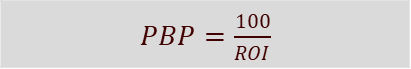 PBP = 100/ROI